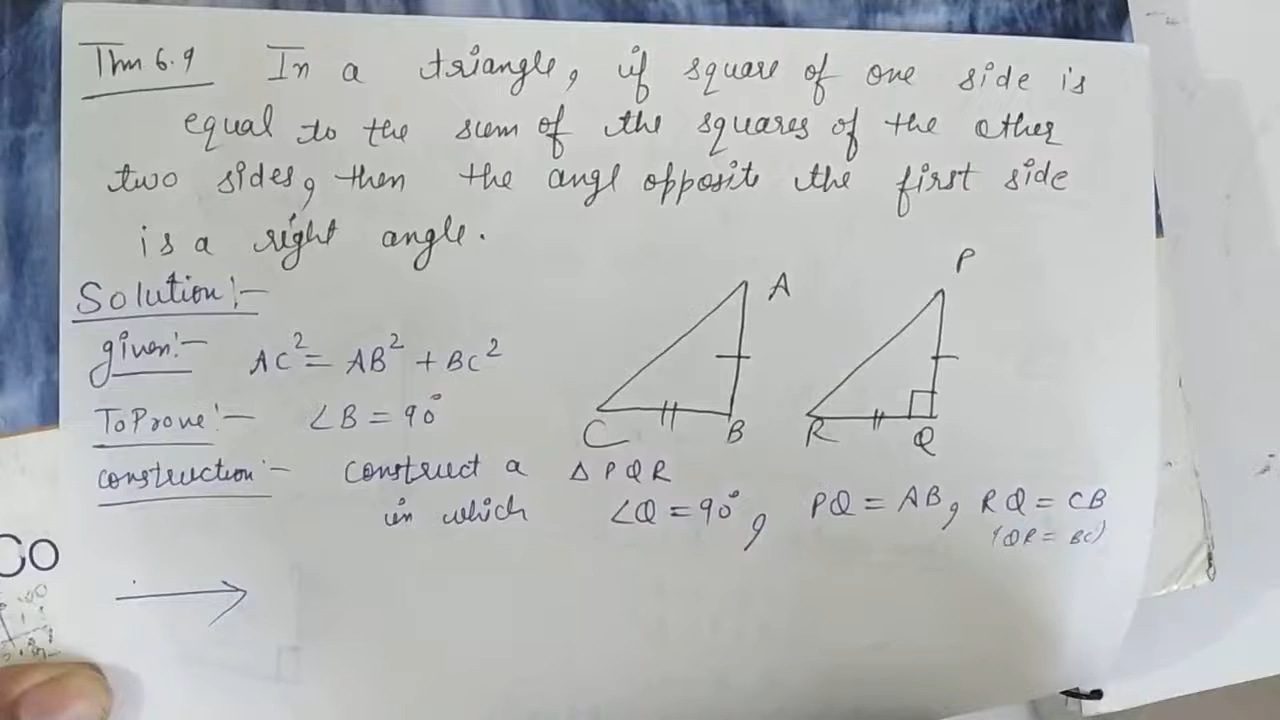 Thm 6.9 In a triangle, if square of one side is
equal to the sum of the squares of the other
two sides, then the angl opposite the first side
is a right angle.
Solution:-
given:- AC² = AB² + BC²
To Prove:- ∠B = 90°
construction:- construct a Δ PQR
in which ∠Q = 90°, PQ = AB, RQ = CB
(QR = BC)
A
C B
P
R Q
Co